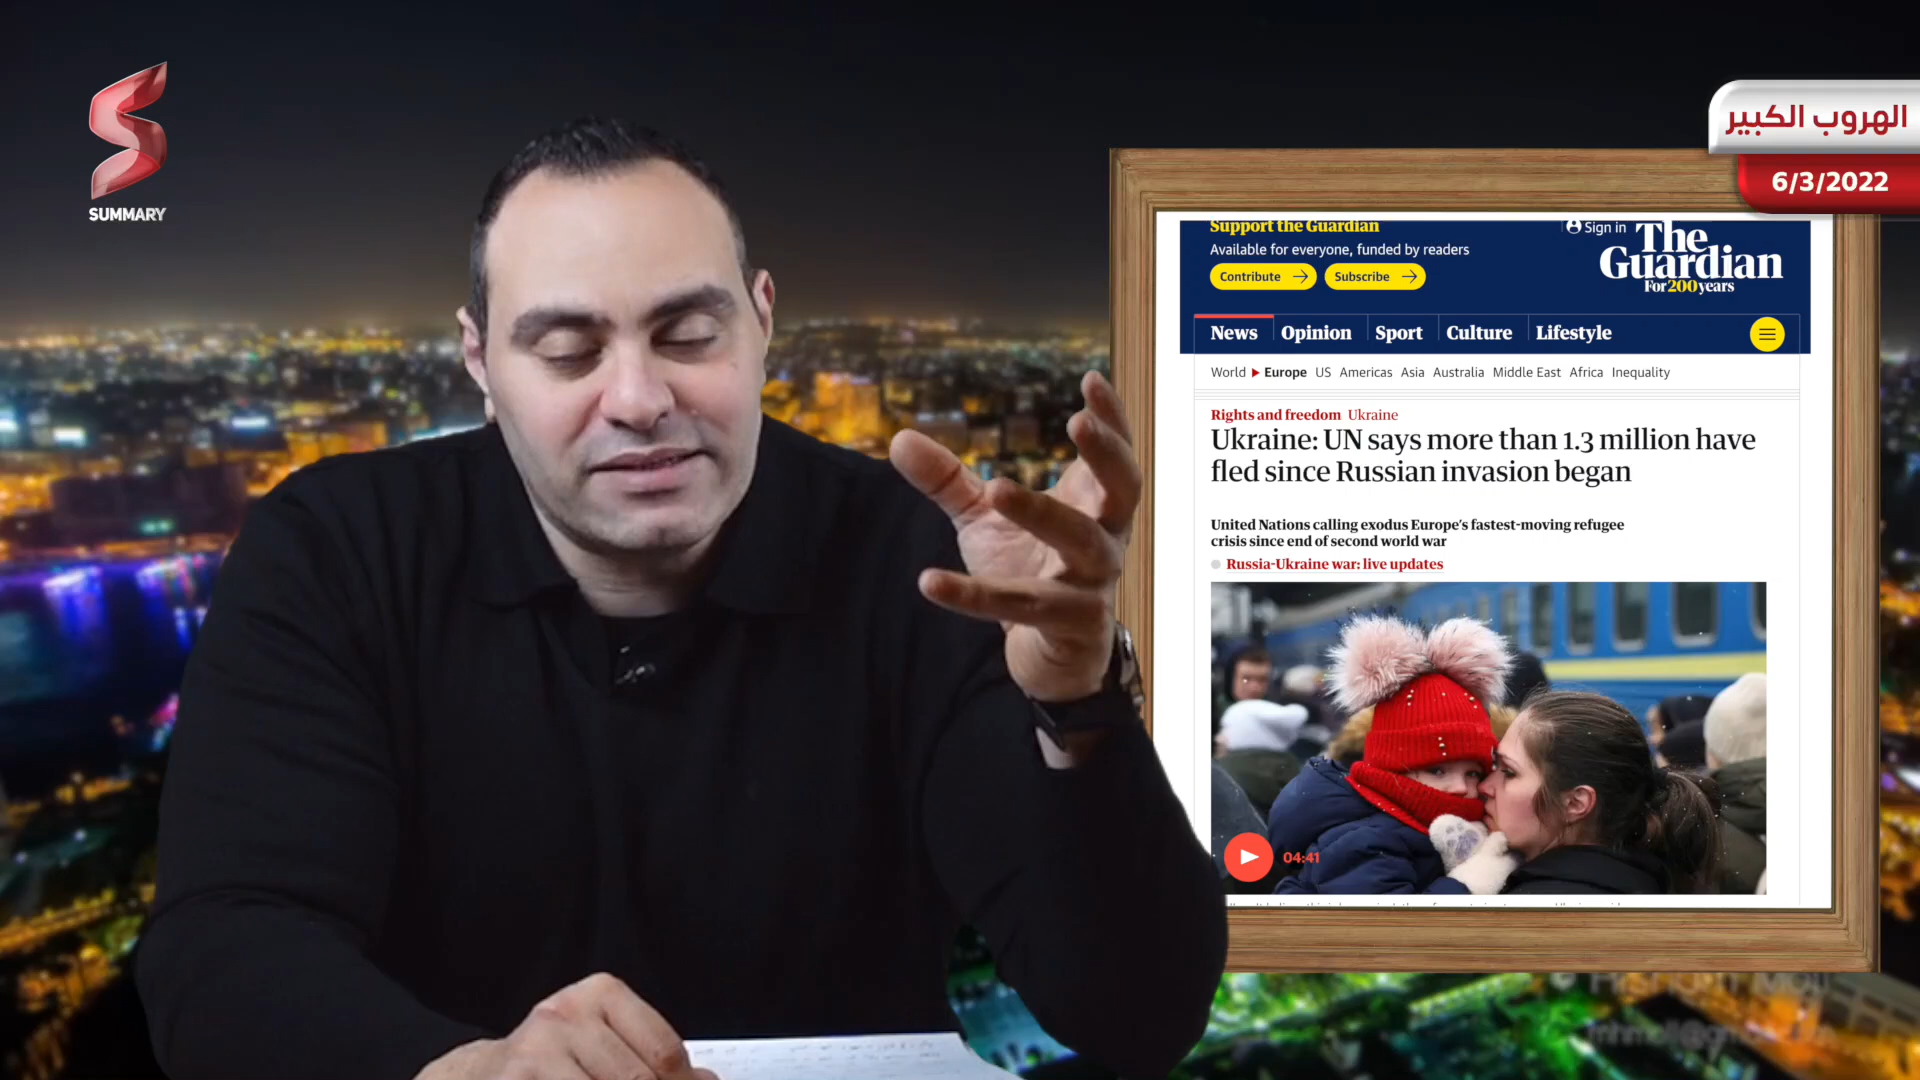 SUMMARY
الهروب الكبير
6/3/2022
Support the Guardian
Available for everyone, funded by readers
Contribute
Subscribe
Sign in
The
Guardian
For 200 years
News Opinion Sport Culture Lifestyle
World Europe US Americas Asia Australia Middle East Africa Inequality
Rights and freedom Ukraine
Ukraine: UN says more than 1.3 million have
fled since Russian invasion began
United Nations calling exodus Europe's fastest-moving refugee
crisis since end of second world war
Russia-Ukraine war: live updates
04:41